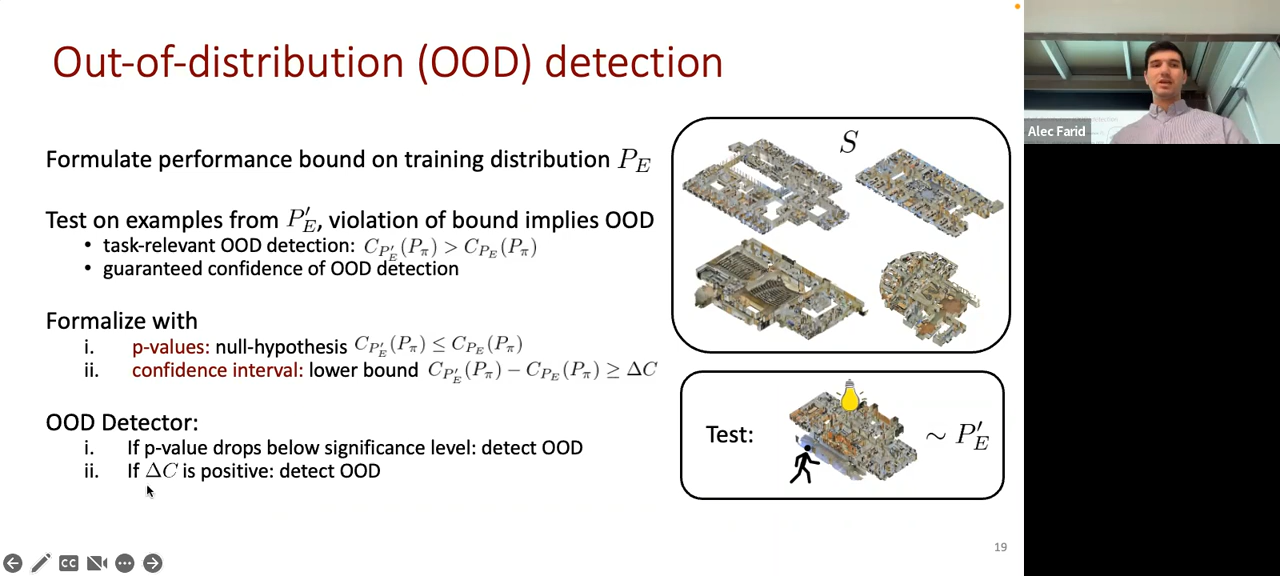 Out-of-distribution (OOD) detection
Alec Farid
Formulate performance bound on training distribution P_E
Test on examples from P'_E, violation of bound implies OOD
• task-relevant OOD detection: C_{P'_E}(P_π) > C_{P_E}(P_π)
• guaranteed confidence of OOD detection
Formalize with
i. p-values: null-hypothesis C_{P'_E}(P_π) ≤ C_{P_E}(P_π)
ii. confidence interval: lower bound C_{P'_E}(P_π) − C_{P_E}(P_π) ≥ ΔC
OOD Detector:
i. If p-value drops below significance level: detect OOD
ii. If ΔC is positive: detect OOD
S
Test: ∼ P'_E
19
CC